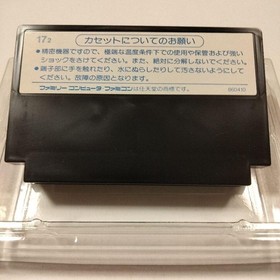 カセットについてのお願い
●精密機器ですので、極端な温度条件下での使用や保管および強い
ショックをさけてください。また、絶対に分解しないでください。
●端子部に手を触れたり、水にぬらしたりして汚さないようにして
ください。故障の原因となります。
ファミリー コンピュータ ファミコンは任天堂の商標です。